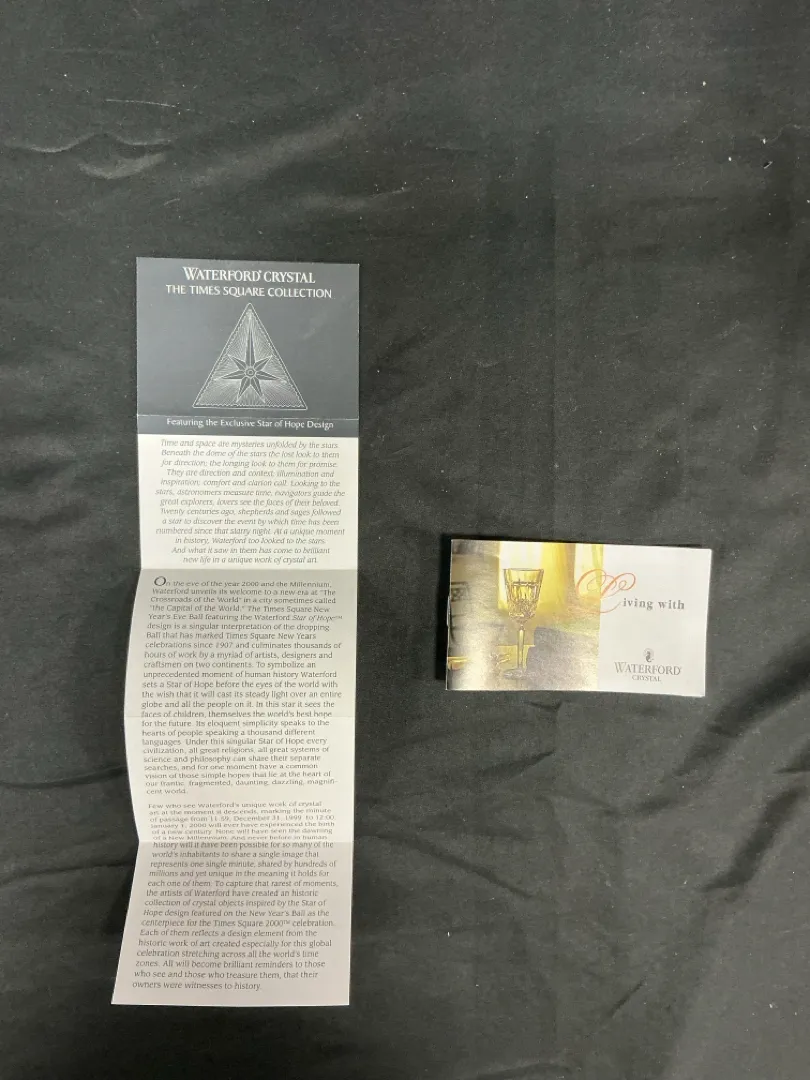 WATERFORD® CRYSTAL
THE TIMES SQUARE COLLECTION
Featuring the Exclusive Star of Hope Design
Time and space are mysteries unfolded by the stars.
Beneath the dome of the stars the lost look to them
for direction; the longing look to them for promise.
They are direction and context, illumination and
inspiration, comfort and clarion call. Looking to the
stars, astronomers measure time, navigators guide the
great explorers, lovers see the faces of their beloved.
Twenty centuries ago, shepherds and sages followed
a star to discover the event by which time has been
numbered since that starry night. At a unique moment
in history, Waterford too looked to the stars.
And what it saw in them has come to brilliant
new life in a unique work of crystal art.
On the eve of the year 2000 and the Millennium,
Waterford unveils its welcome to a new era at "The
Crossroads of the World" in a city sometimes called
"the Capital of the World." The Times Square New
Year's Eve Ball featuring the Waterford Star of Hope™
design is a singular interpretation of the dropping
Ball that has marked Times Square New Years
celebrations since 1907 and culminates thousands of
hours of work by a myriad of artists, designers and
craftsmen on two continents. To symbolize an
unprecedented moment of human history Waterford
sets a Star of Hope before the eyes of the world with
the wish that it will cast its steady light over an entire
globe and all the people on it. In this star it sees the
faces of children, themselves the world's best hope
for the future. Its eloquent simplicity speaks to the
hearts of people speaking a thousand different
languages. Under this singular Star of Hope every
civilization, all great religions, all great systems of
science and philosophy can share their separate
searches, and for one moment have a common
vision of those simple hopes that lie at the heart of
our frantic, fragmented, daunting, dazzling, magnifi-
cent world.
Few who see Waterford's unique work of crystal
art at the moment it descends, marking the minute
of passage from 11:59, December 31, 1999 to 12:00
January 1, 2000 will ever have experienced the birth
of a new century. None will have seen the dawning
of a New Millennium. And never before in human
history will it have been possible for so many of the
world's inhabitants to share a single image that
represents one single minute, shared by hundreds of
millions and yet unique in the meaning it holds for
each one of them. To capture that rarest of moments,
the artists of Waterford have created an historic
collection of crystal objects inspired by the Star of
Hope design featured on the New Year's Ball as the
centerpiece for the Times Square 2000™ celebration.
Each of them reflects a design element from the
historic work of art created especially for this global
celebration stretching across all the world's time
zones. All will become brilliant reminders to those
who see and those who treasure them, that their
owners were witnesses to history.
Living with
WATERFORD®
CRYSTAL